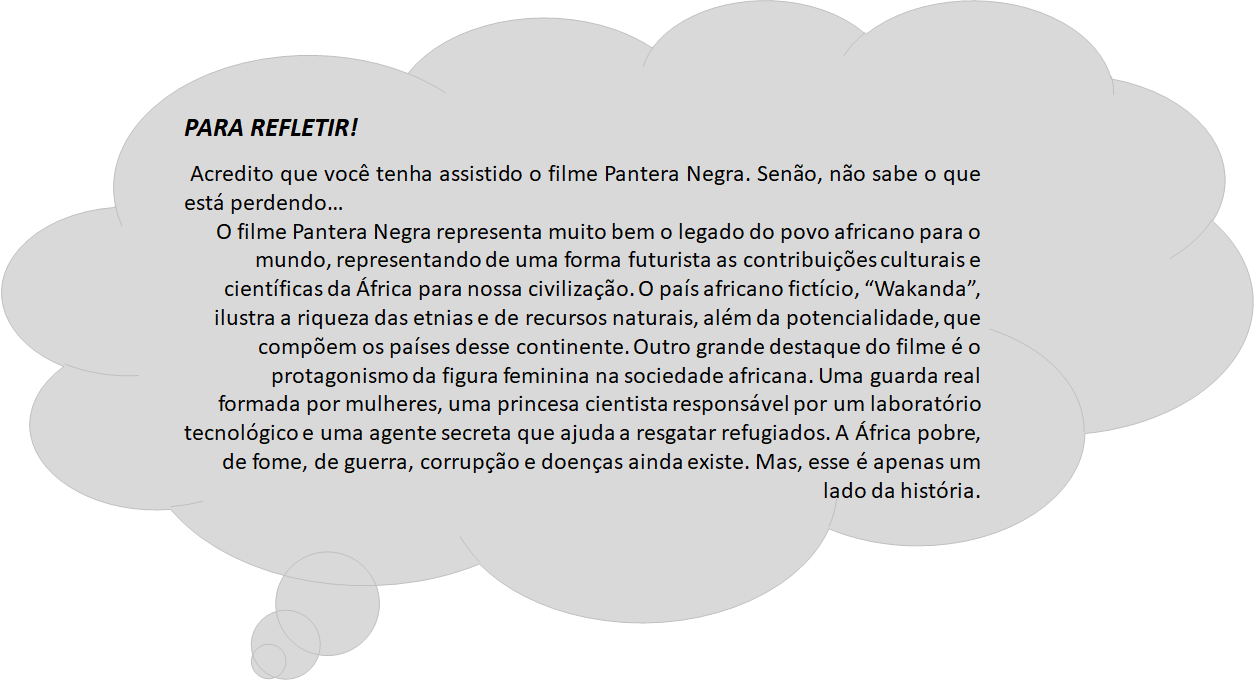 PARA REFLETIR!
Acredito que você tenha assistido o filme Pantera Negra. Senão, não sabe o que
está perdendo...
O filme Pantera Negra representa muito bem o legado do povo africano para o
mundo, representando de uma forma futurista as contribuições culturais e
científicas da África para nossa civilização. O país africano fictício, “Wakanda”,
ilustra a riqueza das etnias e de recursos naturais, além da potencialidade, que
compõem os países desse continente. Outro grande destaque do filme é o
protagonismo da figura feminina na sociedade africana. Uma guarda real
formada por mulheres, uma princesa cientista responsável por um laboratório
tecnológico e uma agente secreta que ajuda a resgatar refugiados. A África pobre,
de fome, de guerra, corrupção e doenças ainda existe. Mas, esse é apenas um
lado da história.